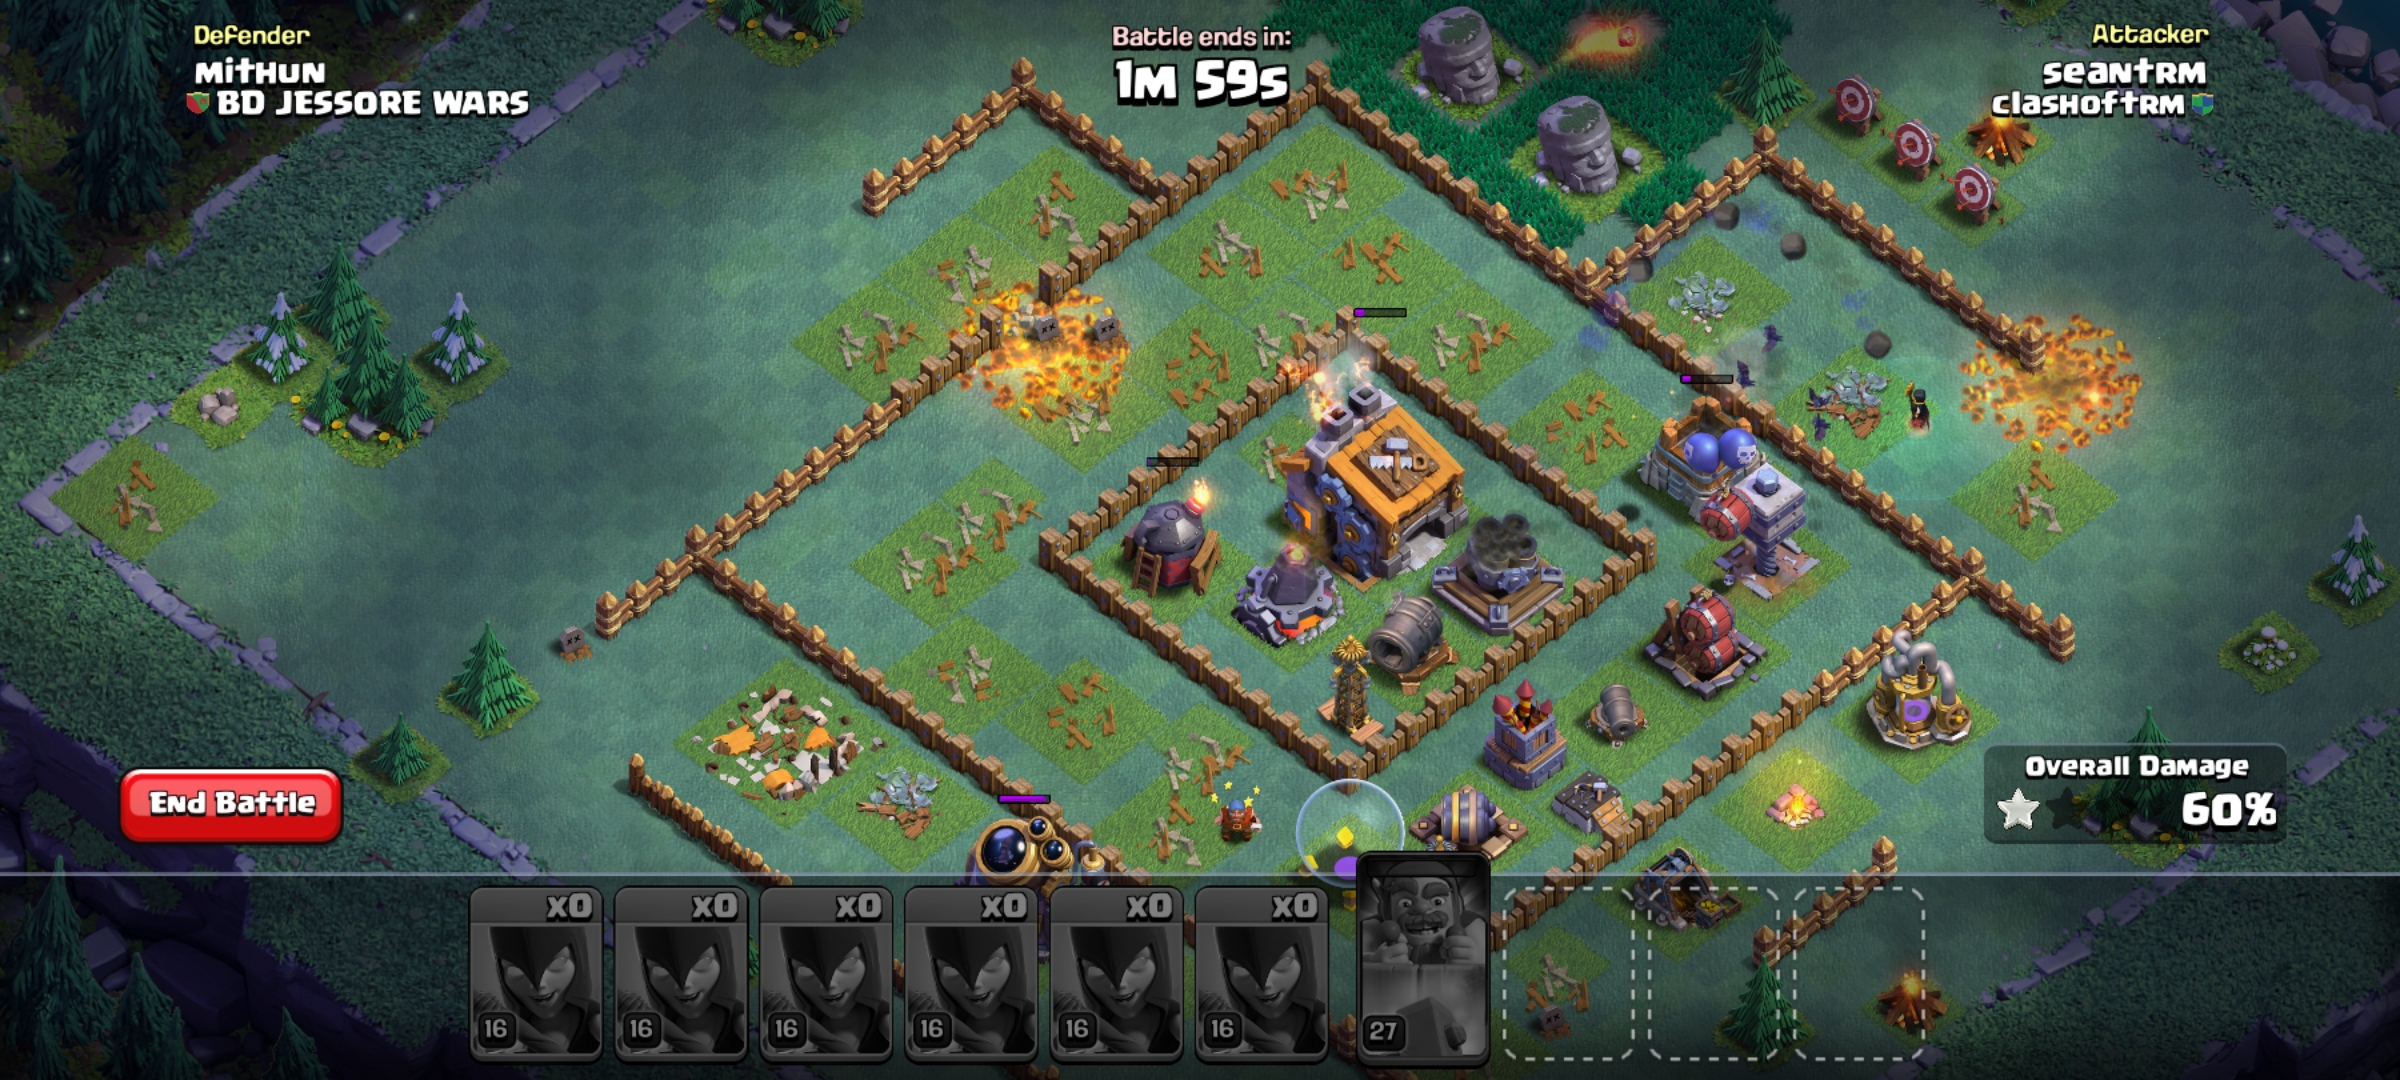 Defender
MiTHUN
BD JESSORE WARS
Battle ends in:
1M 59s
Attacker
seanTRM
clashofTRM
End Battle
Overall Damage
60%
x0
x0
x0
x0
x0
x0
16
16
16
16
16
16
27